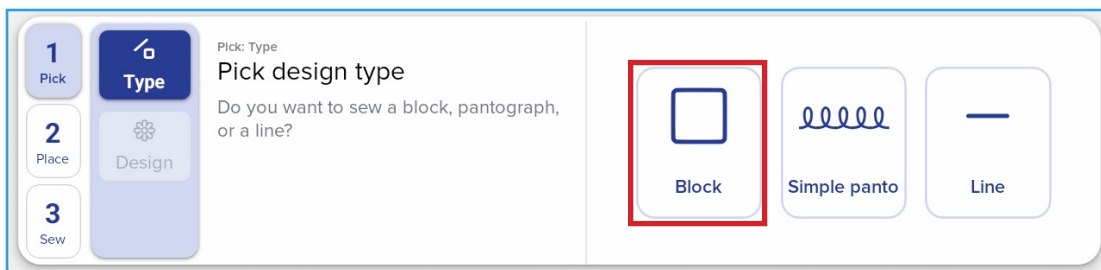 1
Pick
2
Place
3
Sew
Type
Design
Pick: Type
Pick design type
Do you want to sew a block, pantograph,
or a line?
Block
Simple panto
Line